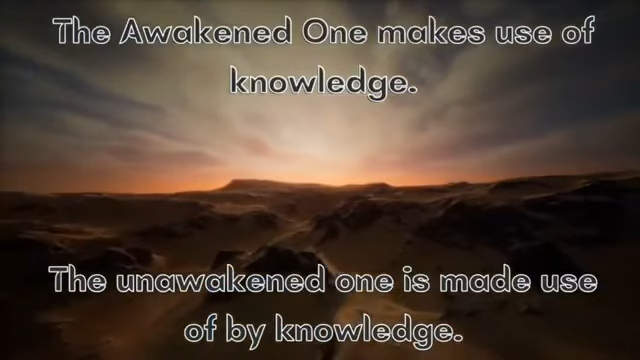 The Awakened One makes use of
knowledge.
The unawakened one is made use
of by knowledge.